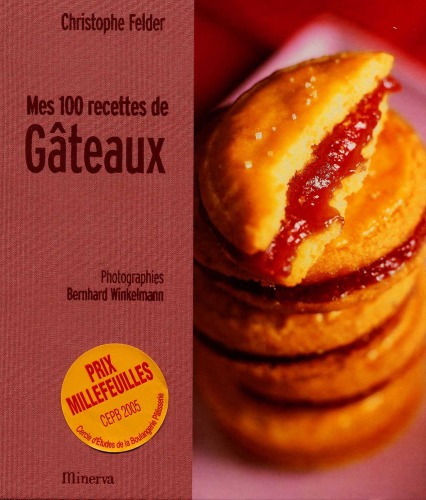 Christophe Felder
Mes 100 recettes de
Gâteaux
Photographies
Bernhard Winkelmann
PRIX
MILLEFEUILLES
CEPB 2005
Cercle d'Études de la Boulangerie Pâtisserie
Minerva